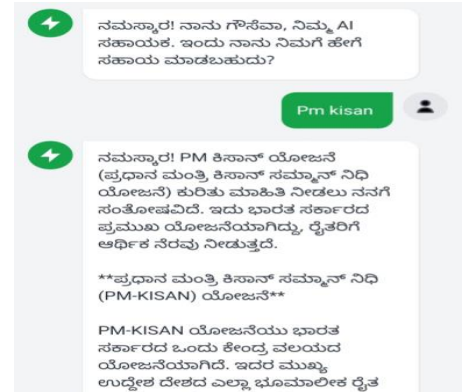 ನಮಸ್ಕಾರ! ನಾನು ಗೌಸೇವಾ, ನಿಮ್ಮ AI
ಸಹಾಯಕ. ಇಂದು ನಾನು ನಿಮಗೆ ಹೇಗೆ
ಸಹಾಯ ಮಾಡಬಹುದು?
Pm kisan
ನಮಸ್ಕಾರ! PM ಕಿಸಾನ್ ಯೋಜನೆ
(ಪ್ರಧಾನ ಮಂತ್ರಿ ಕಿಸಾನ್ ಸಮ್ಮಾನ್ ನಿಧಿ
ಯೋಜನೆ) ಕುರಿತು ಮಾಹಿತಿ ನೀಡಲು ನನಗೆ
ಸಂತೋಷವಿದೆ. ಇದು ಭಾರತ ಸರ್ಕಾರದ
ಪ್ರಮುಖ ಯೋಜನೆಯಾಗಿದ್ದು, ರೈತರಿಗೆ
ಆರ್ಥಿಕ ನೆರವು ನೀಡುತ್ತದೆ.
**ಪ್ರಧಾನ ಮಂತ್ರಿ ಕಿಸಾನ್ ಸಮ್ಮಾನ್ ನಿಧಿ
(PM-KISAN) ಯೋಜನೆ**
PM-KISAN ಯೋಜನೆಯು ಭಾರತ
ಸರ್ಕಾರದ ಒಂದು ಕೇಂದ್ರ ವಲಯದ
ಯೋಜನೆಯಾಗಿದೆ. ಇದರ ಮುಖ್ಯ
ಉದ್ದೇಶ ದೇಶದ ಎಲ್ಲಾ ಭೂಮಾಲೀಕ ರೈತ